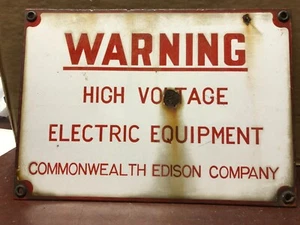 WARNING
HIGH VOLTAGE
ELECTRIC EQUIPMENT
COMMONWEALTH EDISON COMPANY